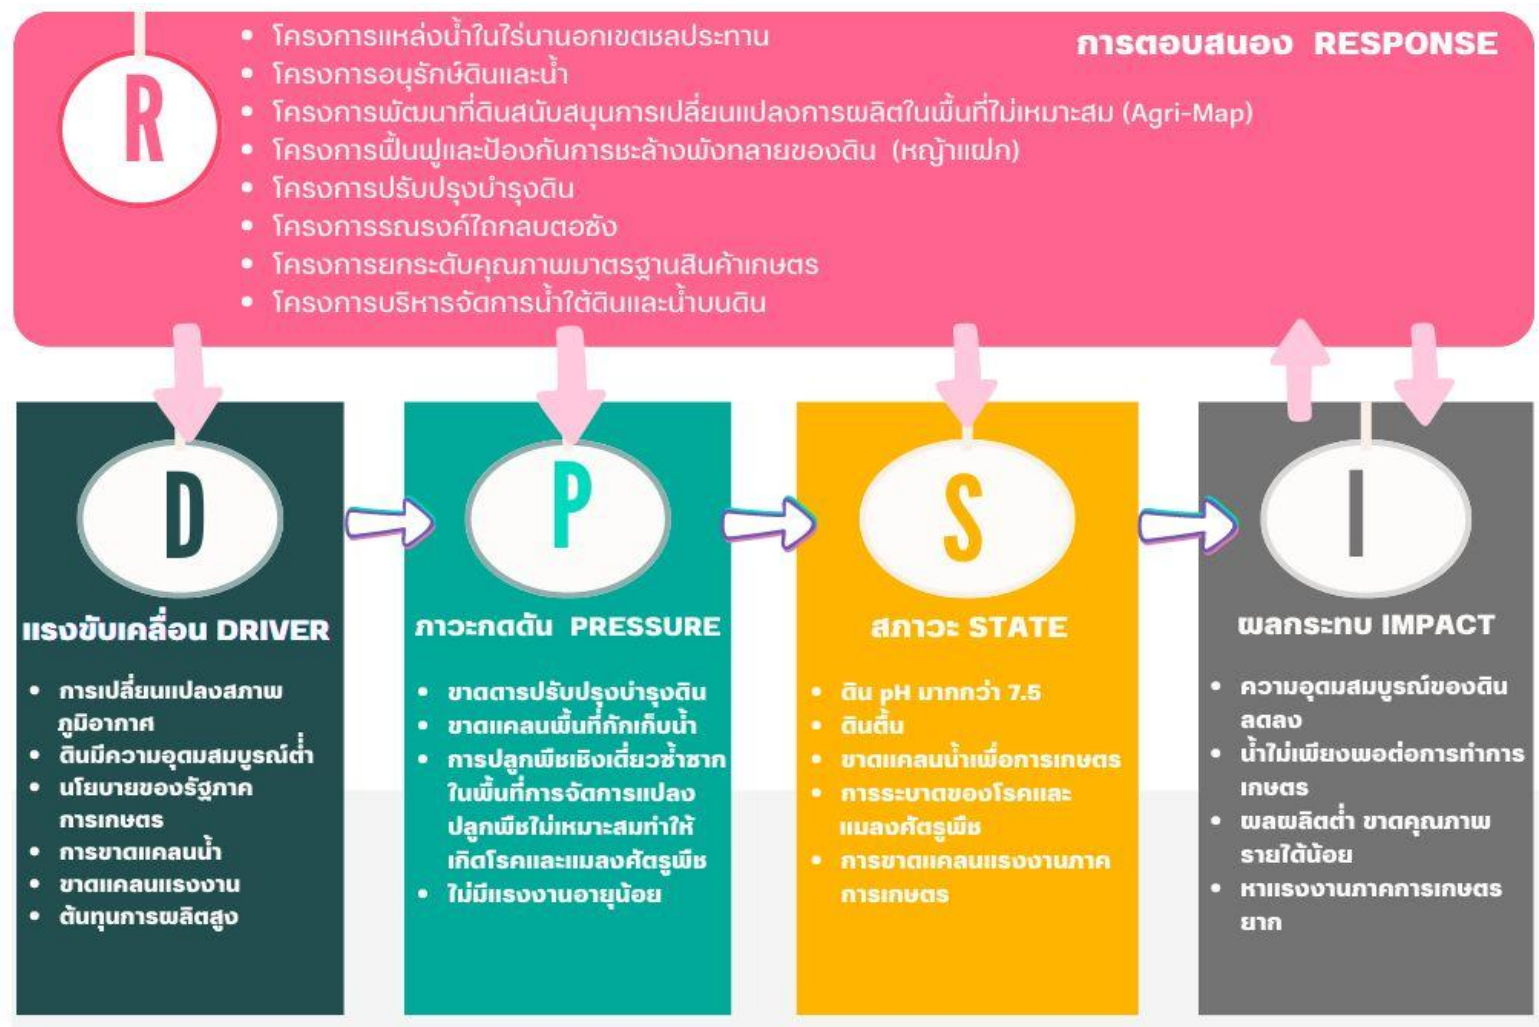 R
การตอบสนอง RESPONSE
• โครงการแหล่งน้ำในไร่นานอกเขตชลประทาน
• โครงการอนุรักษ์ดินและน้ำ
• โครงการพัฒนาที่ดินสนับสนุนการเปลี่ยนแปลงการผลิตในพื้นที่ไม่เหมาะสม (Agri-Map)
• โครงการฟื้นฟูและป้องกันการชะล้างพังทลายของดิน (หญ้าแฝก)
• โครงการปรับปรุงบำรุงดิน
• โครงการรณรงค์ไถกลบตอซัง
• โครงการยกระดับคุณภาพมาตรฐานสินค้าเกษตร
• โครงการบริหารจัดการน้ำใต้ดินและน้ำบนดิน
D
แรงขับเคลื่อน DRIVER
• การเปลี่ยนแปลงสภาพ
ภูมิอากาศ
• ดินมีความอุดมสมบูรณ์ต่ำ
• นโยบายของรัฐภาค
การเกษตร
• การขาดแคลนน้ำ
• ขาดแคลนแรงงาน
• ต้นทุนการผลิตสูง
P
ภาวะกดดัน PRESSURE
• ขาดตารปรับปรุงบำรุงดิน
• ขาดแคลนพื้นที่กักเก็บน้ำ
• การปลูกพืชเชิงเดี่ยวซ้ำซาก
ในพื้นที่การจัดการแปลง
ปลูกพืชไม่เหมาะสมทำให้
เกิดโรคและแมลงศัตรูพืช
• ไม่มีแรงงานอายุน้อย
S
สภาวะ STATE
• ดิน pH มากกว่า 7.5
• ดินตื้น
• ขาดแคลนน้ำเพื่อการเกษตร
• การระบาดของโรคและ
แมลงศัตรูพืช
• การขาดแคลนแรงงานภาค
การเกษตร
I
ผลกระทบ IMPACT
• ความอุดมสมบูรณ์ของดิน
ลดลง
• น้ำไม่เพียงพอต่อการทำการ
เกษตร
• ผลผลิตต่ำ ขาดคุณภาพ
รายได้น้อย
• หาแรงงานภาคการเกษตร
ยาก